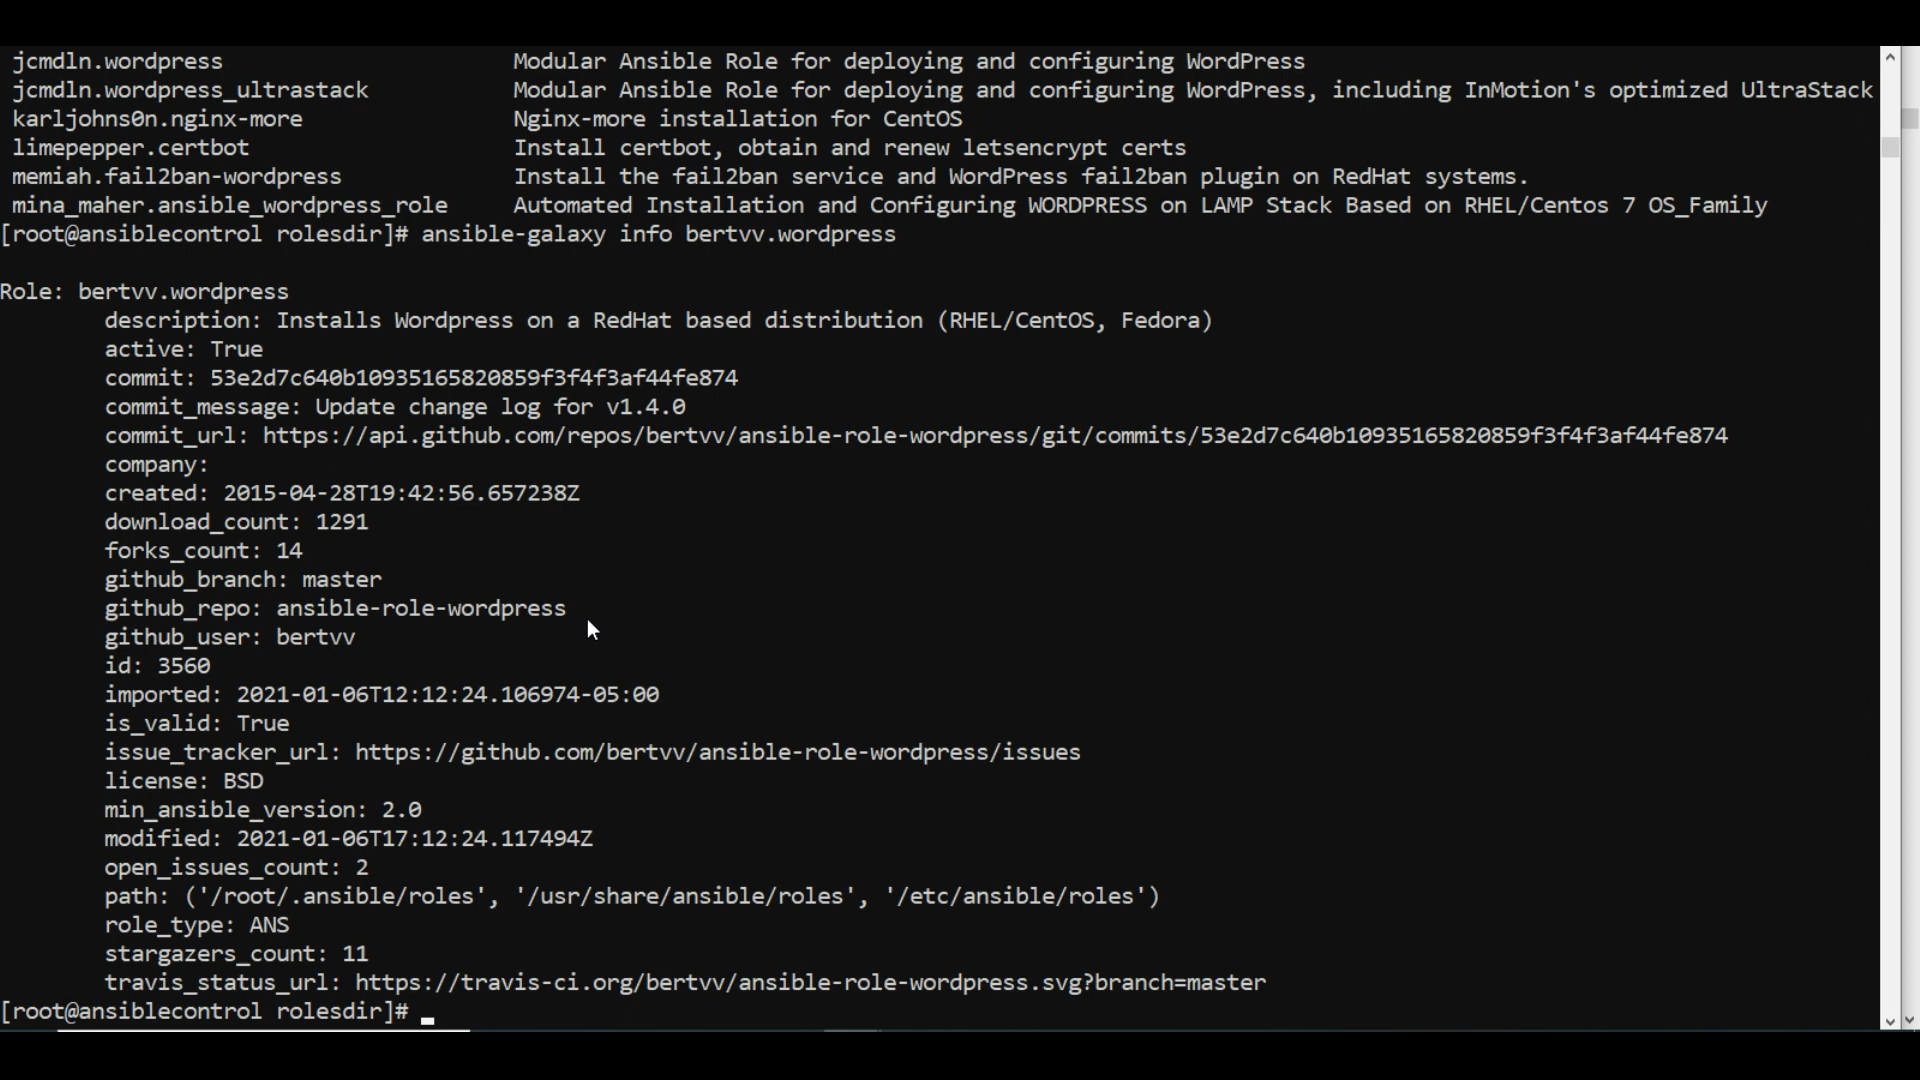 jcmdln.wordpress Modular Ansible Role for deploying and configuring WordPress
jcmdln.wordpress_ultrastack Modular Ansible Role for deploying and configuring WordPress, including InMotion's optimized UltraStack
karljohns0n.nginx-more Nginx-more installation for CentOS
limepepper.certbot Install certbot, obtain and renew letsencrypt certs
memiah.fail2ban-wordpress Install the fail2ban service and WordPress fail2ban plugin on RedHat systems.
mina_maher.ansible_wordpress_role Automated Installation and Configuring WORDPRESS on LAMP Stack Based on RHEL/Centos 7 OS_Family
[root@ansiblecontrol rolesdir]# ansible-galaxy info bertvv.wordpress
Role: bertvv.wordpress
description: Installs Wordpress on a RedHat based distribution (RHEL/CentOS, Fedora)
active: True
commit: 53e2d7c640b10935165820859f3f4f3af44fe874
commit_message: Update change log for v1.4.0
commit_url: https://api.github.com/repos/bertvv/ansible-role-wordpress/git/commits/53e2d7c640b10935165820859f3f4f3af44fe874
company:
created: 2015-04-28T19:42:56.657238Z
download_count: 1291
forks_count: 14
github_branch: master
github_repo: ansible-role-wordpress
github_user: bertvv
id: 3560
imported: 2021-01-06T12:12:24.106974-05:00
is_valid: True
issue_tracker_url: https://github.com/bertvv/ansible-role-wordpress/issues
license: BSD
min_ansible_version: 2.0
modified: 2021-01-06T17:12:24.117494Z
open_issues_count: 2
path: ('/root/.ansible/roles', '/usr/share/ansible/roles', '/etc/ansible/roles')
role_type: ANS
stargazers_count: 11
travis_status_url: https://travis-ci.org/bertvv/ansible-role-wordpress.svg?branch=master
[root@ansiblecontrol rolesdir]#